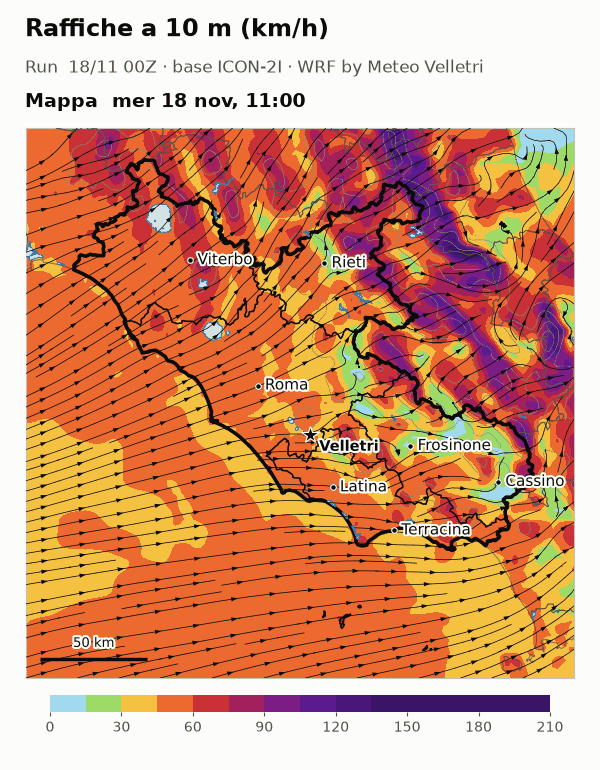 Raffiche a 10 m (km/h)
Run  18/11 00Z · base ICON-2I · WRF by Meteo Velletri
Mappa  mer 18 nov, 11:00
Viterbo
Rieti
Roma
Velletri
Frosinone
Cassino
Latina
Terracina
50 km
0 30 60 90 120 150 180 210